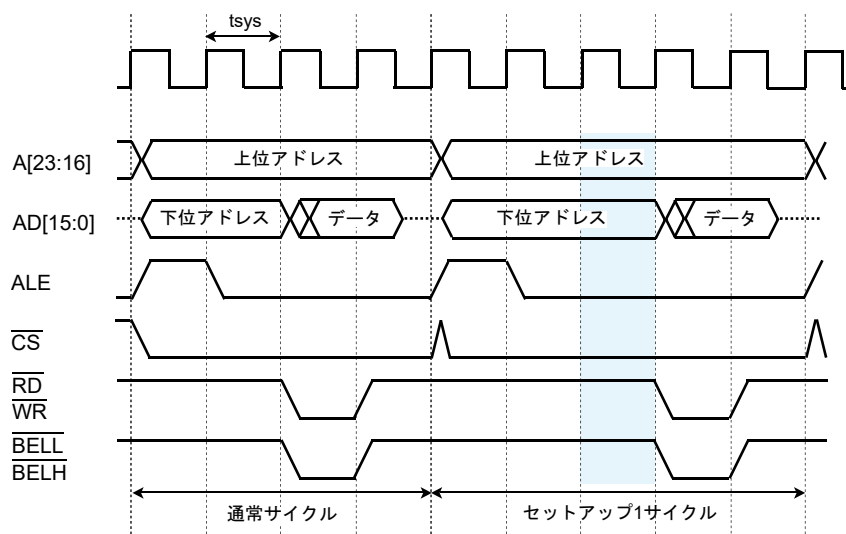 tsys
A[23:16]
上位アドレス
上位アドレス
AD[15:0]
下位アドレス
データ
下位アドレス
データ
ALE
CS
RD
WR
BELL
BELH
通常サイクル
セットアップ1サイクル